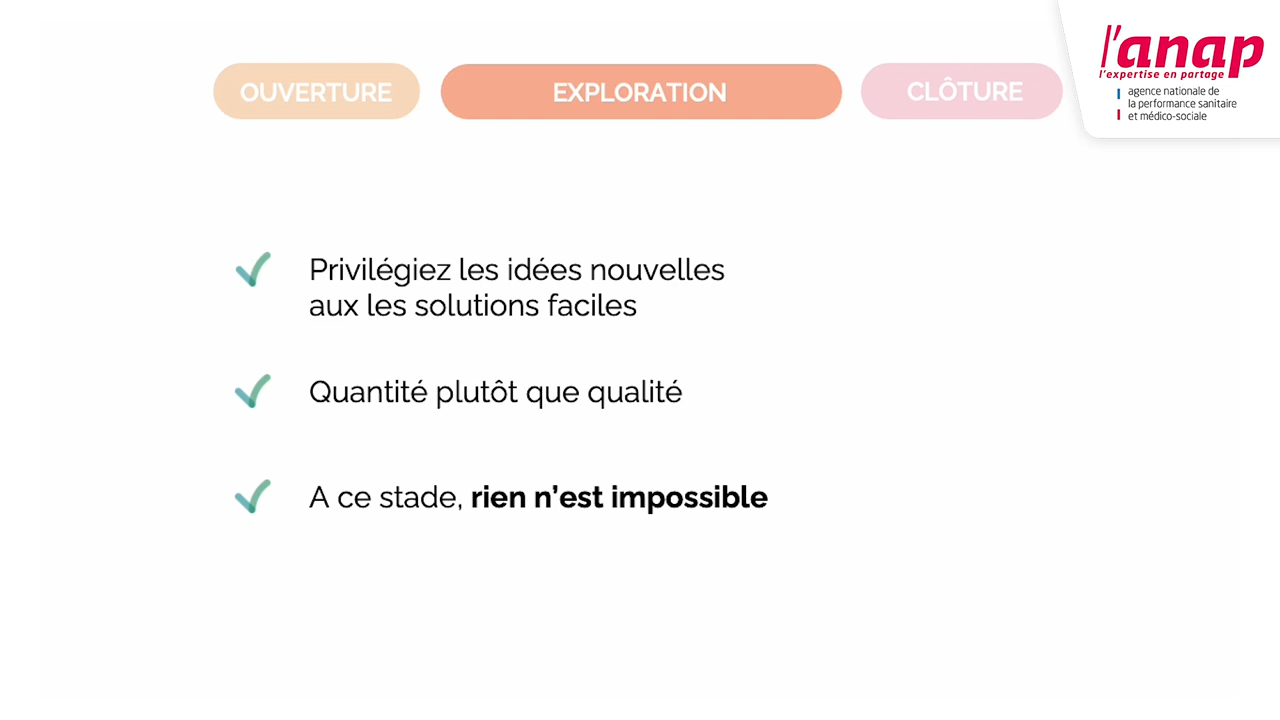 OUVERTURE
EXPLORATION
CLÔTURE
l'anap
l'expertise en partage
agence nationale de
la performance sanitaire
et médico-sociale
Privilégiez les idées nouvelles
aux les solutions faciles
Quantité plutôt que qualité
A ce stade, rien n’est impossible